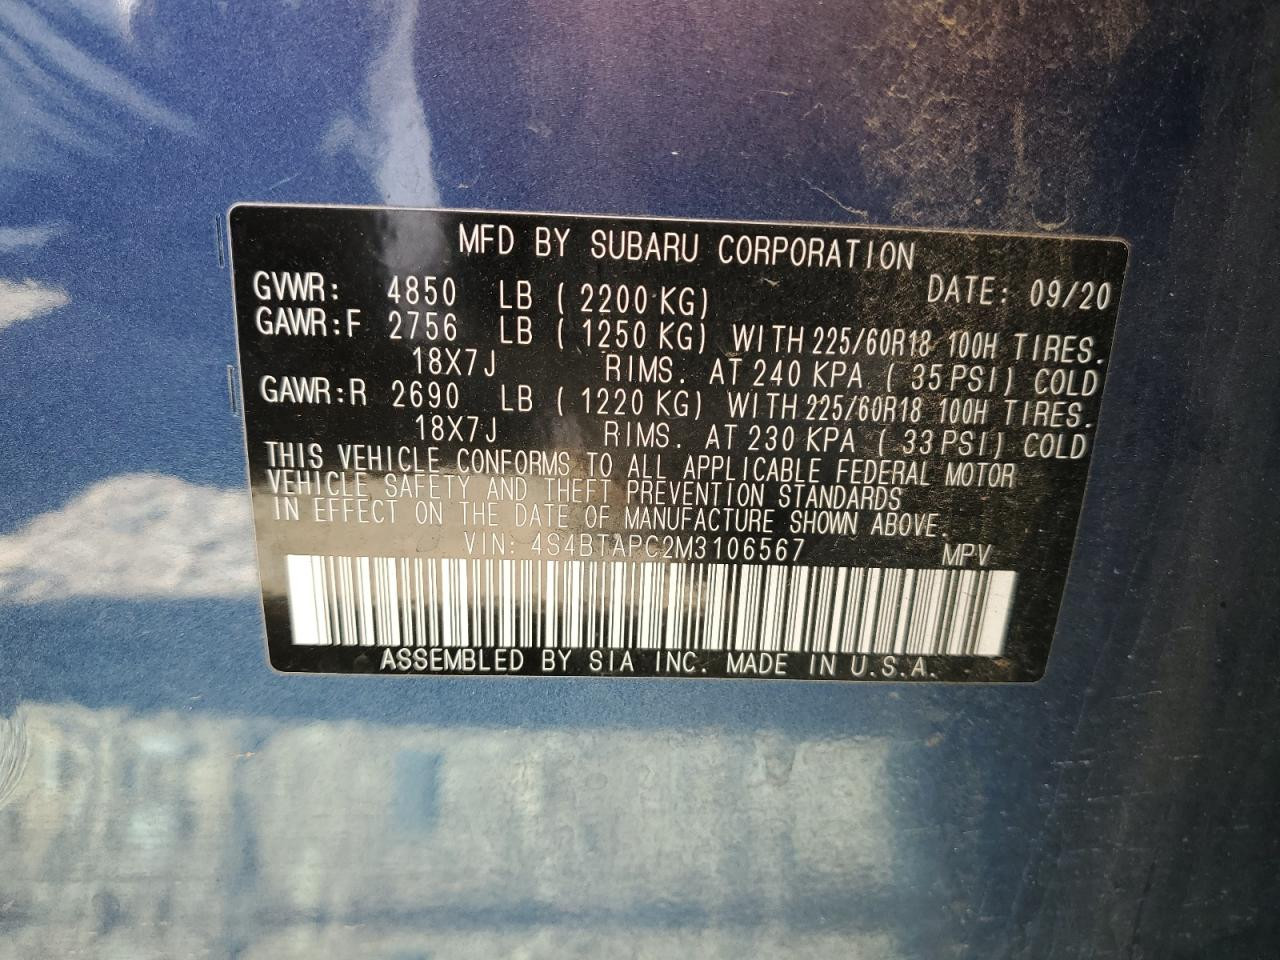 MFD BY SUBARU CORPORATION
DATE: 09/20
GVWR: 4850 LB ( 2200 KG)
GAWR:F 2756 LB ( 1250 KG) WITH 225/60R18 100H TIRES.
18X7J RIMS. AT 240 KPA ( 35 PSI) COLD
GAWR:R 2690 LB ( 1220 KG) WITH 225/60R18 100H TIRES.
18X7J RIMS. AT 230 KPA ( 33 PSI) COLD
THIS VEHICLE CONFORMS TO ALL APPLICABLE FEDERAL MOTOR
VEHICLE SAFETY AND THEFT PREVENTION STANDARDS
IN EFFECT ON THE DATE OF MANUFACTURE SHOWN ABOVE.
VIN: 4S4BTAPC2M3106567 MPV
ASSEMBLED BY SIA INC. MADE IN U.S.A.